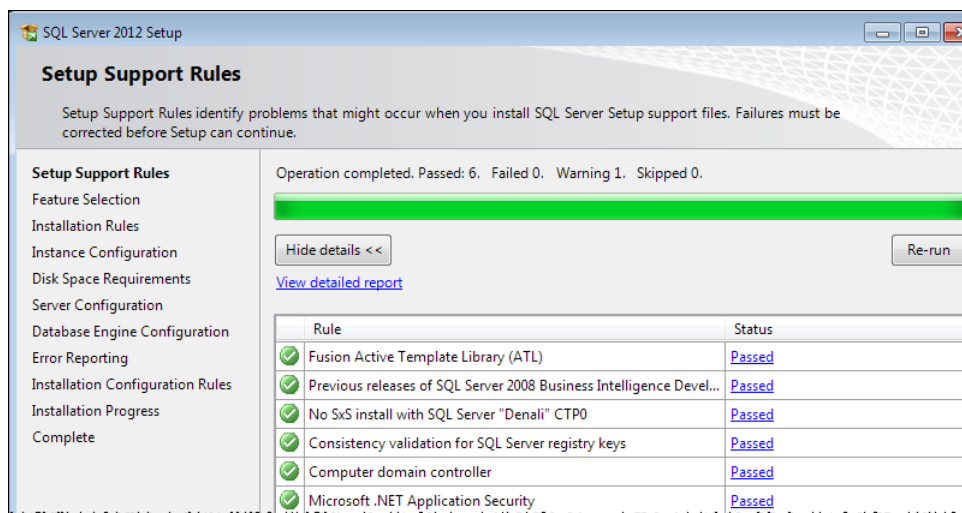 SQL Server 2012 Setup
Setup Support Rules
Setup Support Rules identify problems that might occur when you install SQL Server Setup support files. Failures must be
corrected before Setup can continue.
Setup Support Rules
Feature Selection
Installation Rules
Instance Configuration
Disk Space Requirements
Server Configuration
Database Engine Configuration
Error Reporting
Installation Configuration Rules
Installation Progress
Complete
Operation completed. Passed: 6. Failed 0. Warning 1. Skipped 0.
Hide details <<
Re-run
View detailed report
Rule Status
Fusion Active Template Library (ATL) Passed
Previous releases of SQL Server 2008 Business Intelligence Devel... Passed
No SxS install with SQL Server "Denali" CTP0 Passed
Consistency validation for SQL Server registry keys Passed
Computer domain controller Passed
Microsoft .NET Application Security Passed